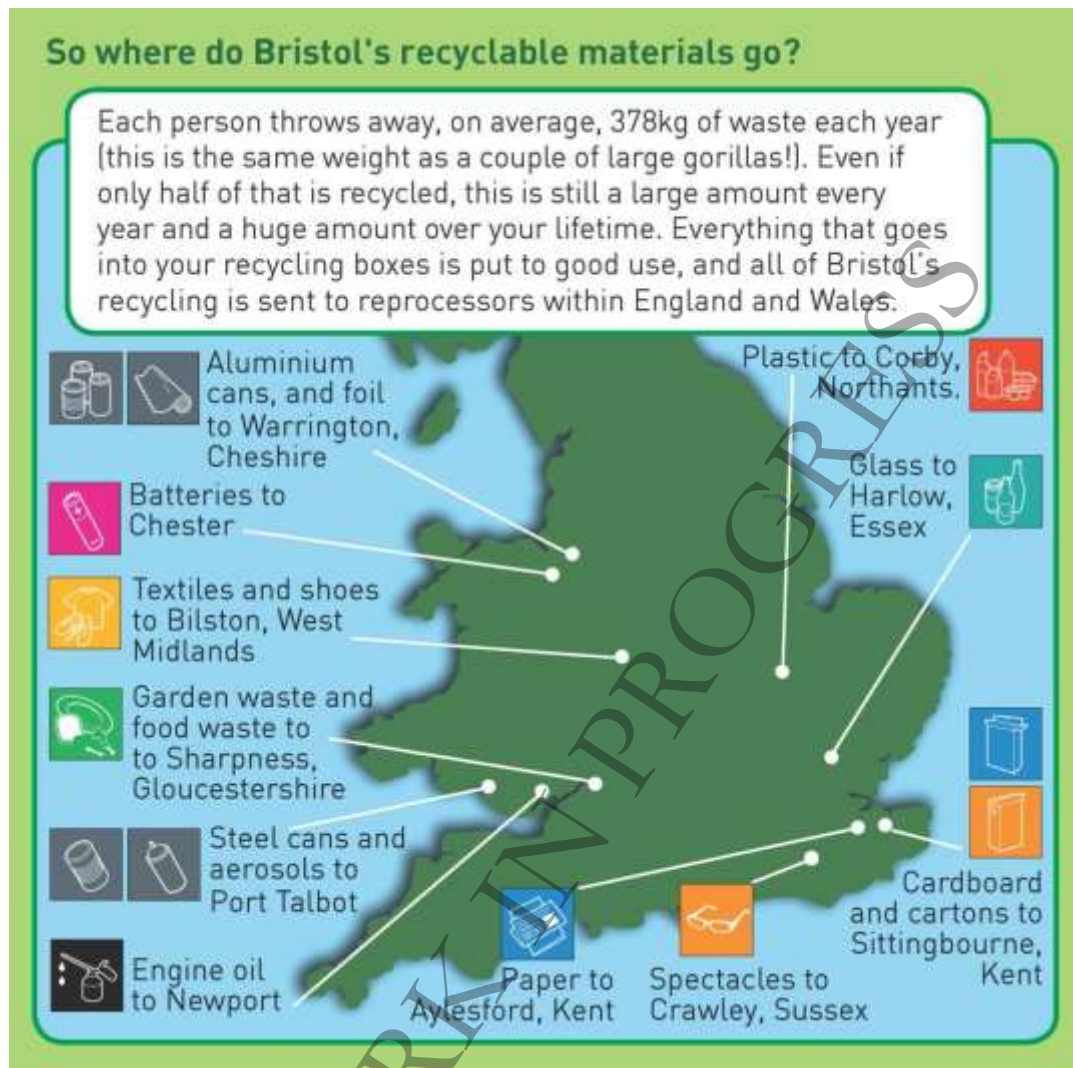 So where do Bristol's recyclable materials go?
Each person throws away, on average, 378kg of waste each year
(this is the same weight as a couple of large gorillas!). Even if
only half of that is recycled, this is still a large amount every
year and a huge amount over your lifetime. Everything that goes
into your recycling boxes is put to good use, and all of Bristol's
recycling is sent to reprocessors within England and Wales.
Aluminium
cans, and foil
to Warrington,
Cheshire
Plastic to Corby,
Northants.
Batteries to
Chester
Glass to
Harlow,
Essex
Textiles and shoes
to Bilston, West
Midlands
Garden waste and
food waste to
to Sharpness,
Gloucestershire
Steel cans and
aerosols to
Port Talbot
Engine oil
to Newport
Paper to
Aylesford, Kent
Spectacles to
Crawley, Sussex
Cardboard
and cartons to
Sittingbourne,
Kent
RK IN PROGRESS